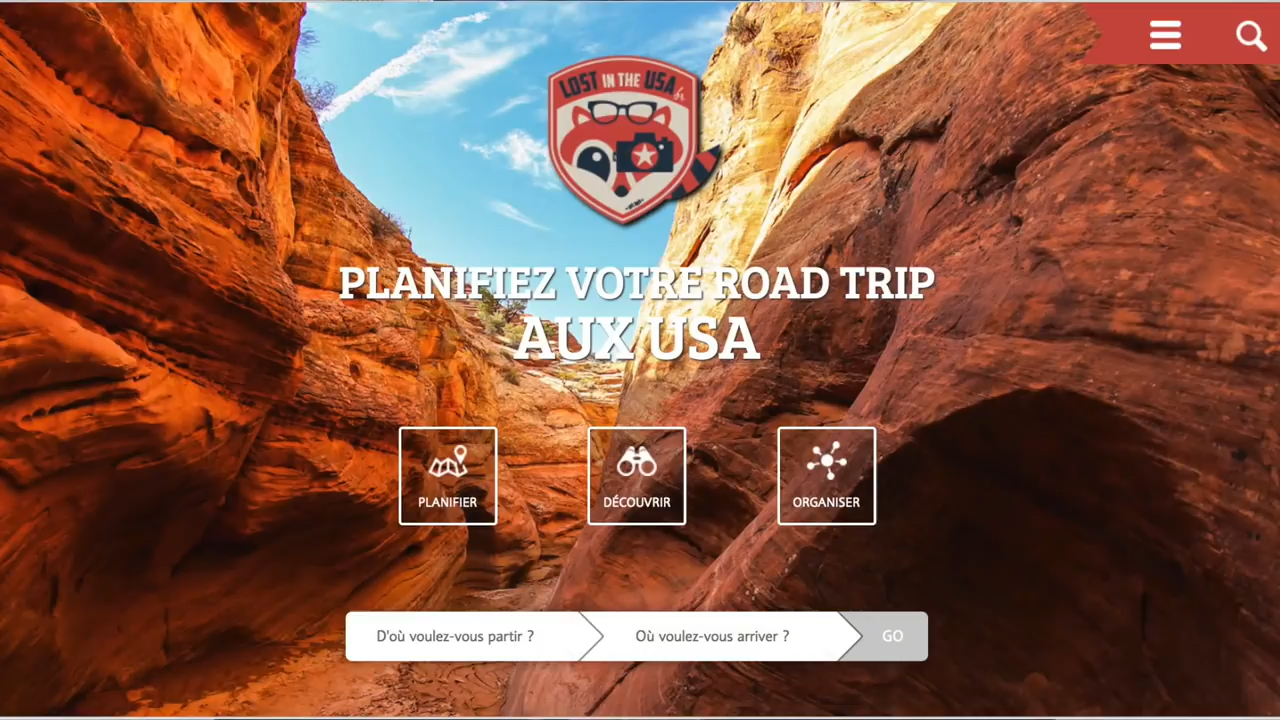 LOST IN THE USA.fr
PLANIFIEZ VOTRE ROAD TRIP
AUX USA
PLANIFIER
DÉCOUVRIR
ORGANISER
D'où voulez-vous partir ?
Où voulez-vous arriver ?
GO